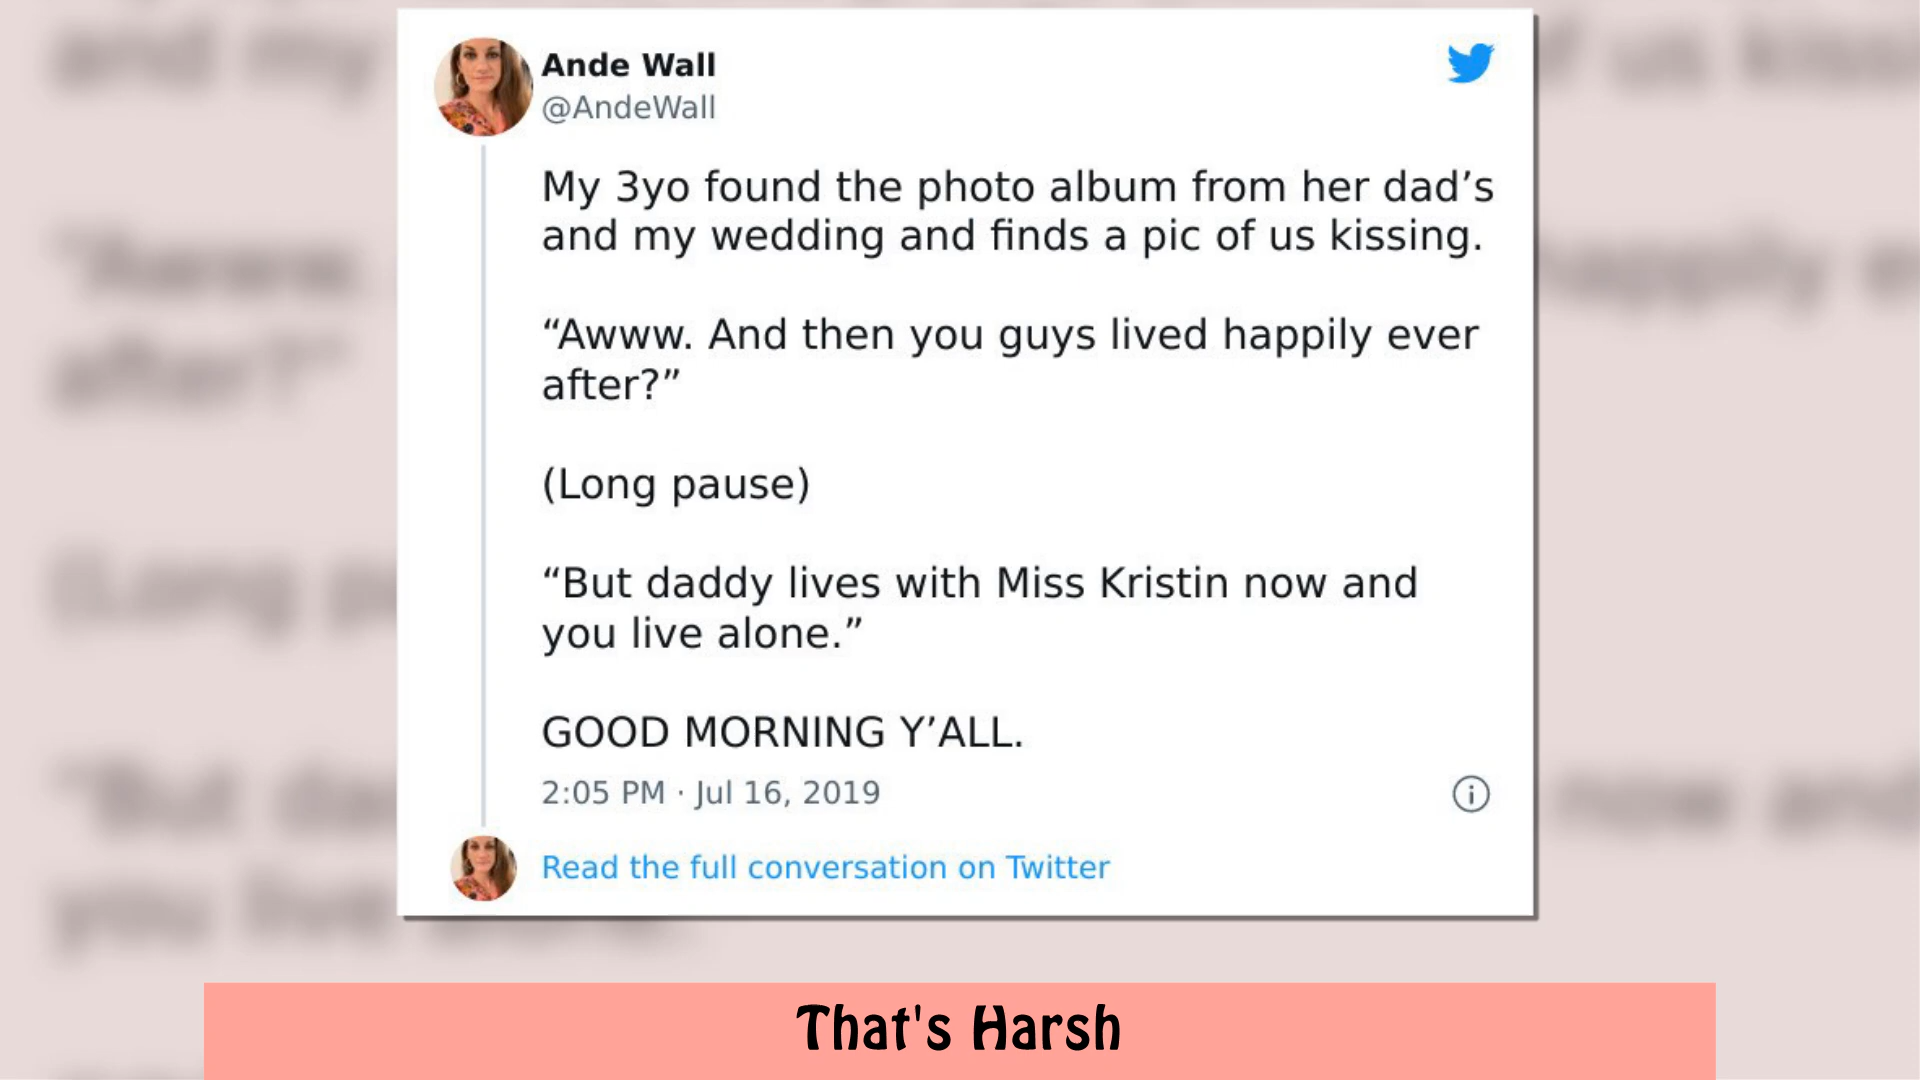 Ande Wall
@AndeWall
My 3yo found the photo album from her dad’s
and my wedding and finds a pic of us kissing.
“Awww. And then you guys lived happily ever
after?”
(Long pause)
“But daddy lives with Miss Kristin now and
you live alone.”
GOOD MORNING Y’ALL.
2:05 PM · Jul 16, 2019
Read the full conversation on Twitter
That's Harsh